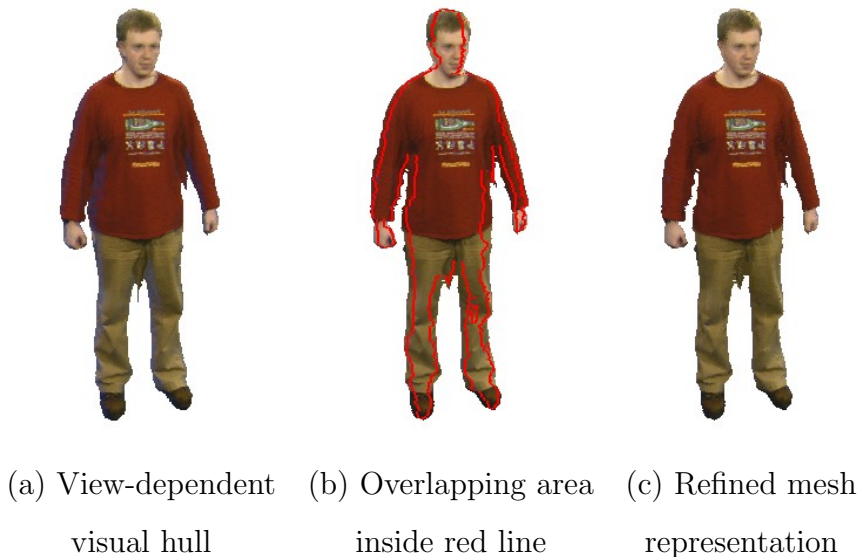 (a) View-dependent
visual hull
(b) Overlapping area
inside red line
(c) Refined mesh
representation